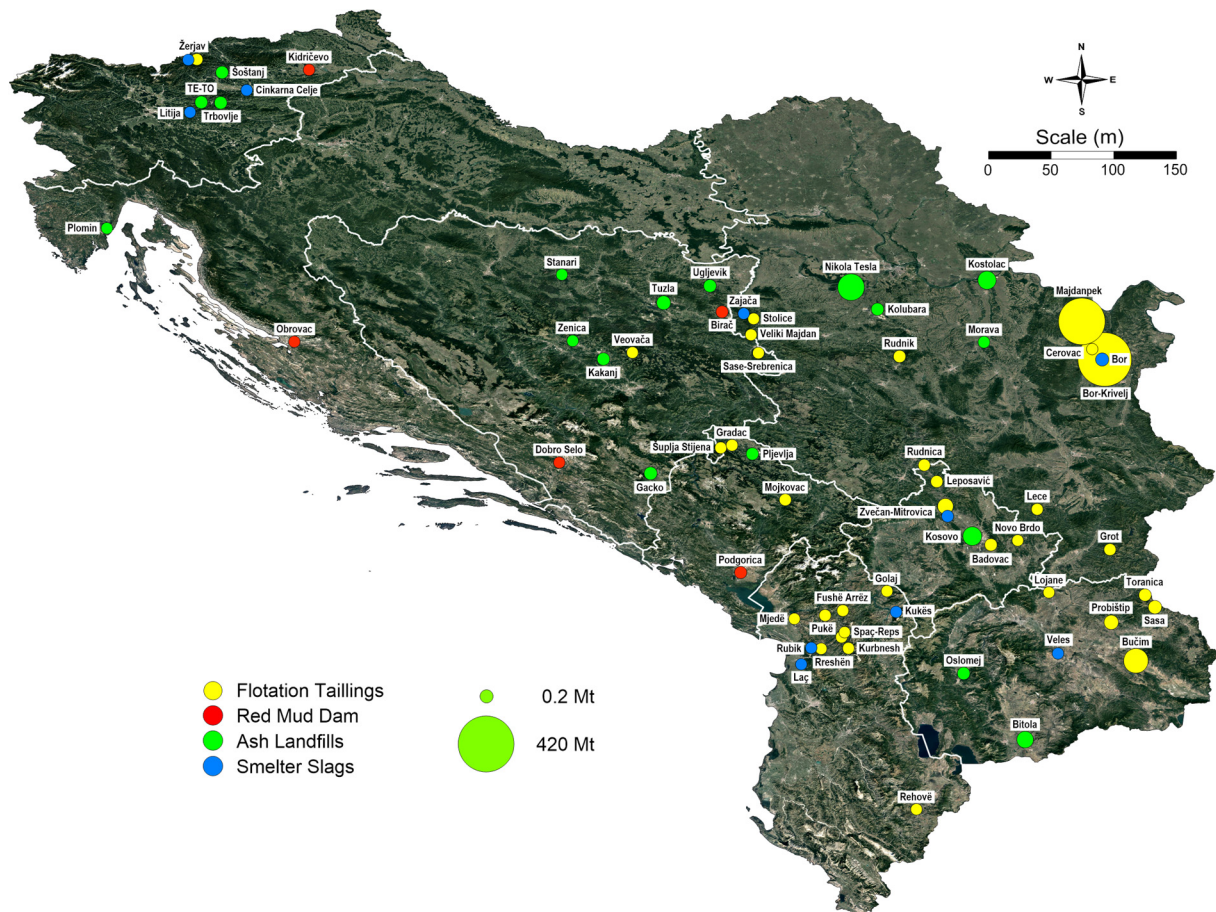 Žerjav
Kidričevo
Šoštanj
TE-TO
Cinkarna Celje
Litija
Trbovlje
N
W
E
S
Scale (m)
0
50
100
150
Plomin
Stanari
Ugljevik
Nikola Tesla
Kostolac
Tuzla
Zajača
Majdanpek
Birač
Stolice
Kolubara
Obrovac
Zenica
Veovača
Veliki Majdan
Rudnik
Morava
Cerovac
Bor
Kakanj
Sase-Srebrenica
Bor-Krivelj
Gradac
Dobro Selo
Šuplja Stijena
Pljevlja
Rudnica
Gacko
Mojkovac
Leposavić
Lece
Zvečan-Mitrovica
Novo Brdo
Kosovo
Badovac
Grot
Podgorica
Golaj
Lojane
Toranica
Fushë Arrëz
Kukës
Probištip
Mjedë
Pukë
Sasa
Spaç-Reps
Veles
Bučim
Rubik
Kurbnesh
Rreshën
Oslomej
Laç
Flotation Taillings
Red Mud Dam
Ash Landfills
Smelter Slags
0.2 Mt
420 Mt
Bitola
Rehovë